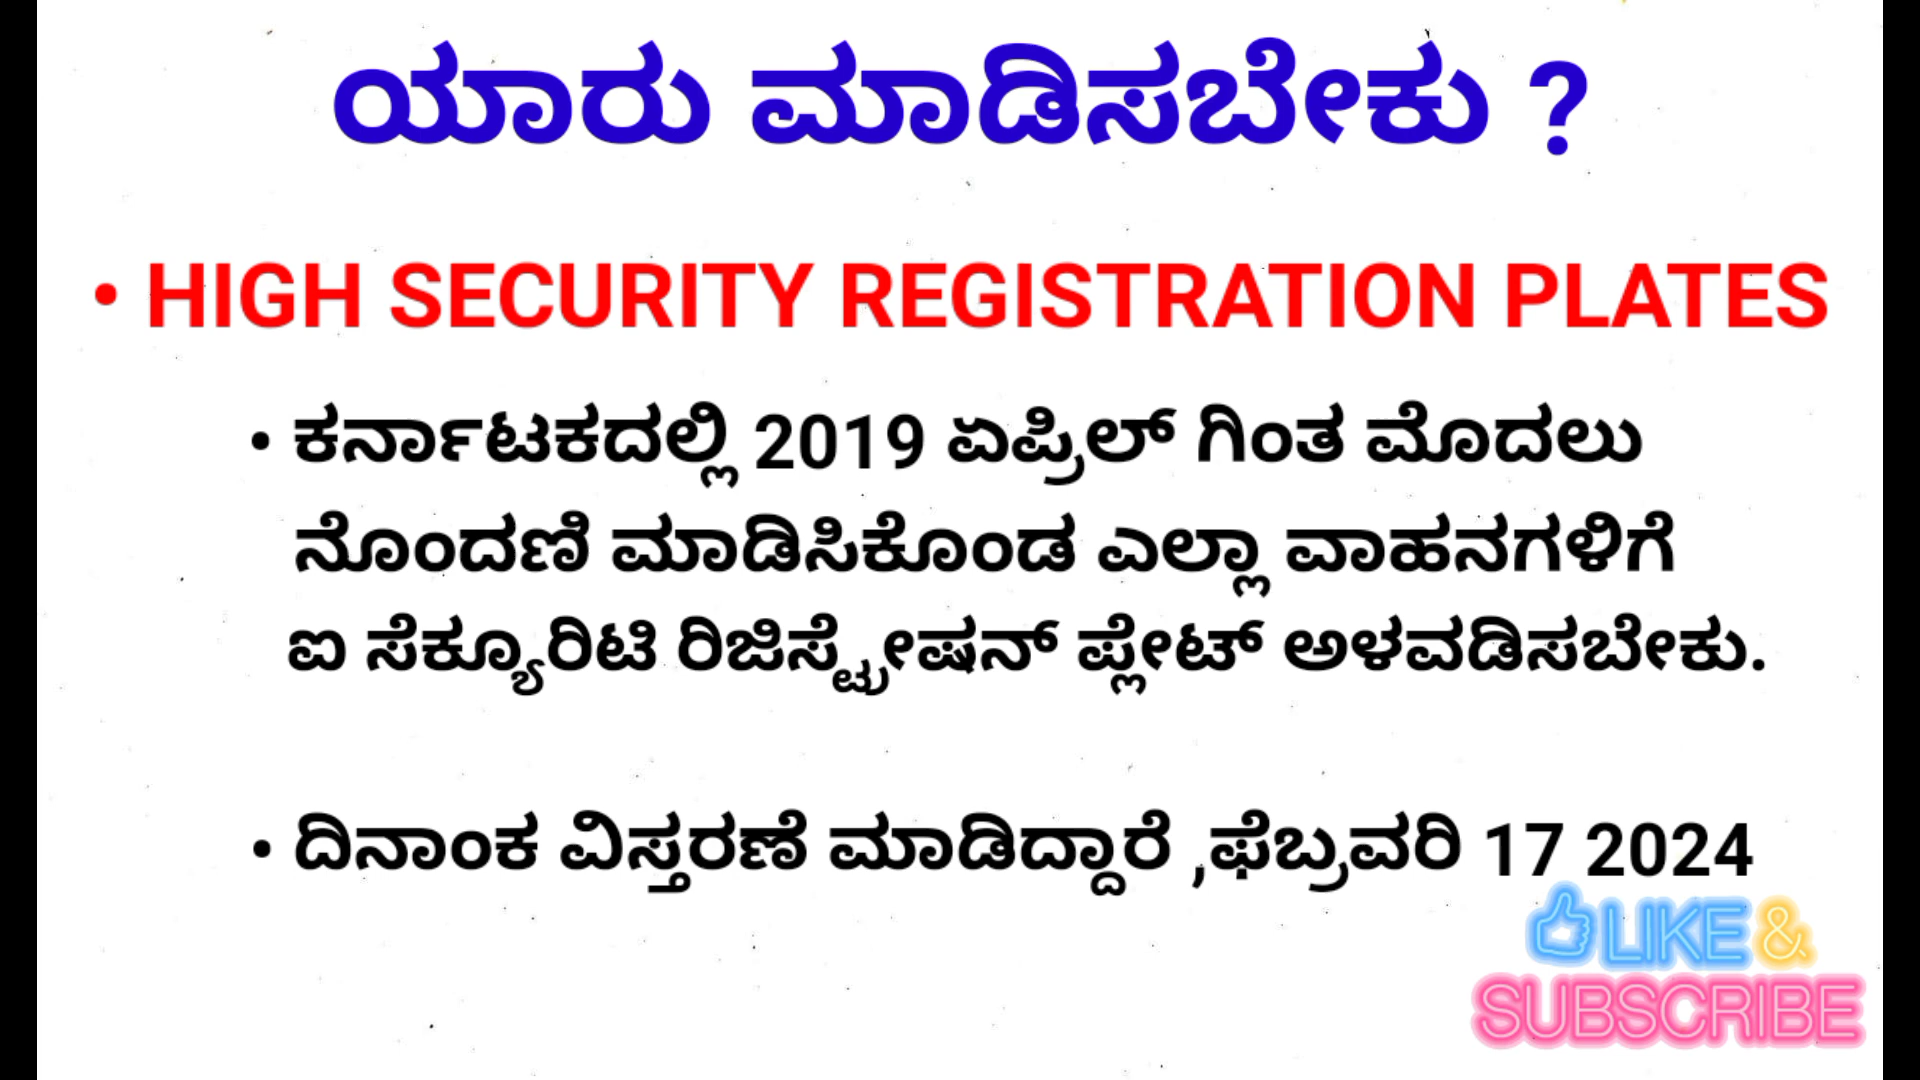 ಯಾರು ಮಾಡಿಸಬೇಕು ?
• HIGH SECURITY REGISTRATION PLATES
• ಕರ್ನಾಟಕದಲ್ಲಿ 2019 ಏಪ್ರಿಲ್ ಗಿಂತ ಮೊದಲು
ನೊಂದಣಿ ಮಾಡಿಸಿಕೊಂಡ ಎಲ್ಲಾ ವಾಹನಗಳಿಗೆ
ಐ ಸೆಕ್ಯೂರಿಟಿ ರಿಜಿಸ್ಟ್ರೇಷನ್ ಪ್ಲೇಟ್ ಅಳವಡಿಸಬೇಕು.
• ದಿನಾಂಕ ವಿಸ್ತರಣೆ ಮಾಡಿದ್ದಾರೆ ,ಫೆಬ್ರವರಿ 17 2024
LIKE &
SUBSCRIBE